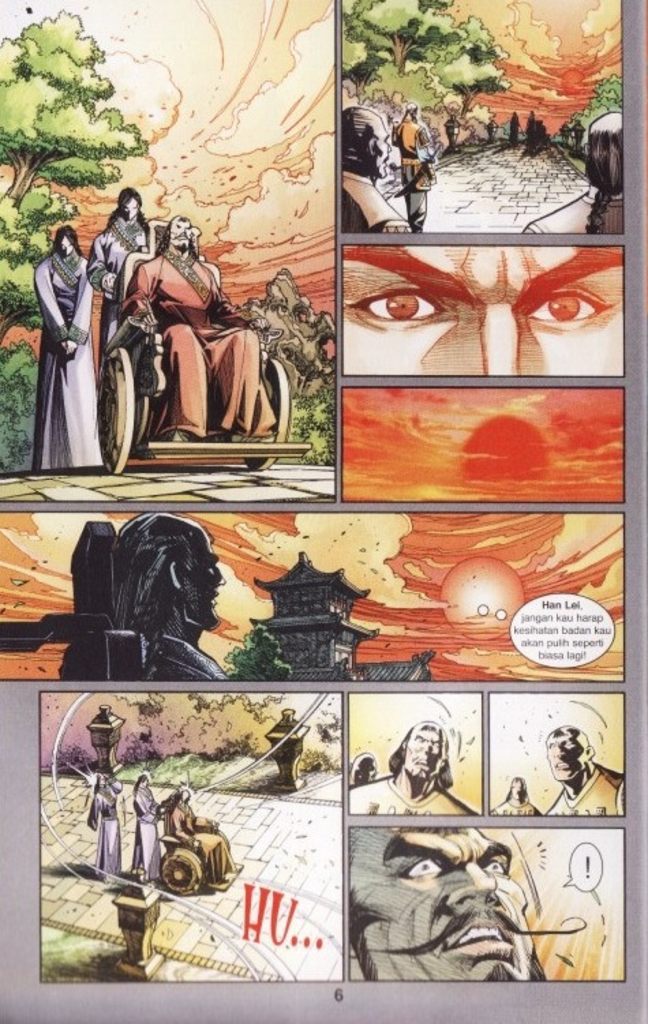 Han Lei,
jangan kau harap
kesihatan badan kau
akan pulih seperti
biasa lagi!
HU...
!
6